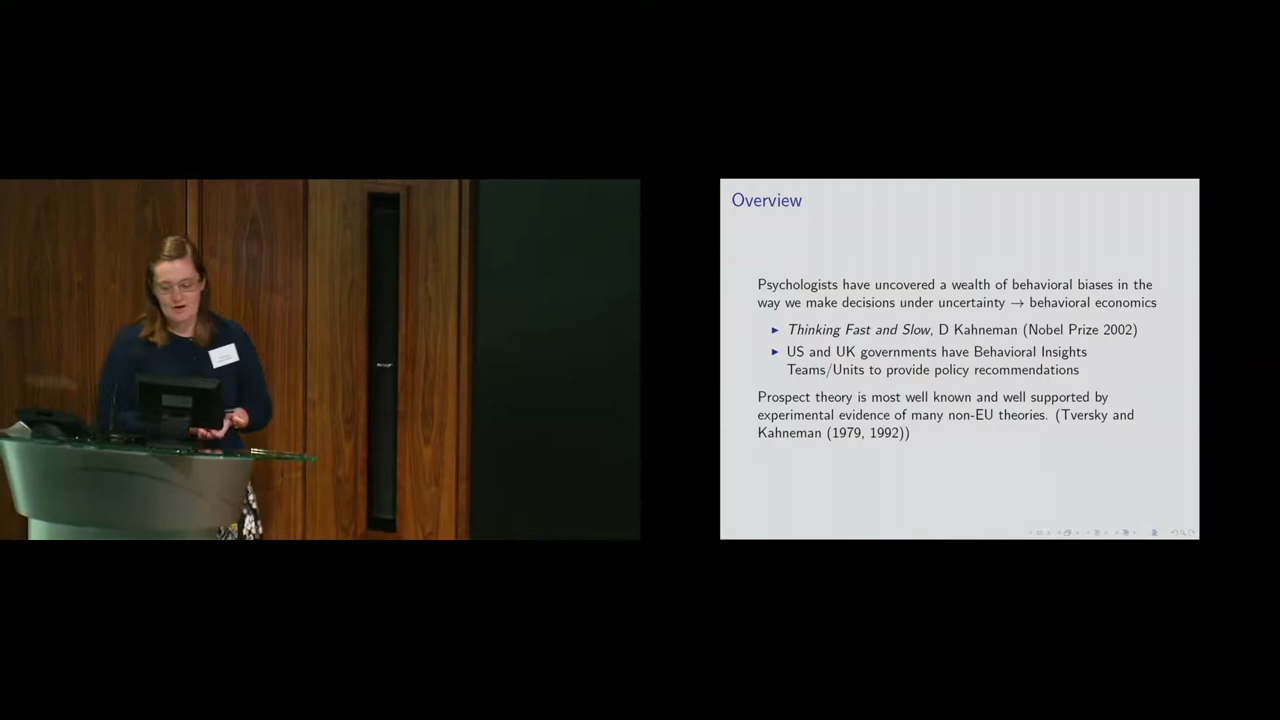 Overview
Psychologists have uncovered a wealth of behavioral biases in the
way we make decisions under uncertainty → behavioral economics
► Thinking Fast and Slow, D Kahneman (Nobel Prize 2002)
► US and UK governments have Behavioral Insights
Teams/Units to provide policy recommendations
Prospect theory is most well known and well supported by
experimental evidence of many non-EU theories. (Tversky and
Kahneman (1979, 1992))